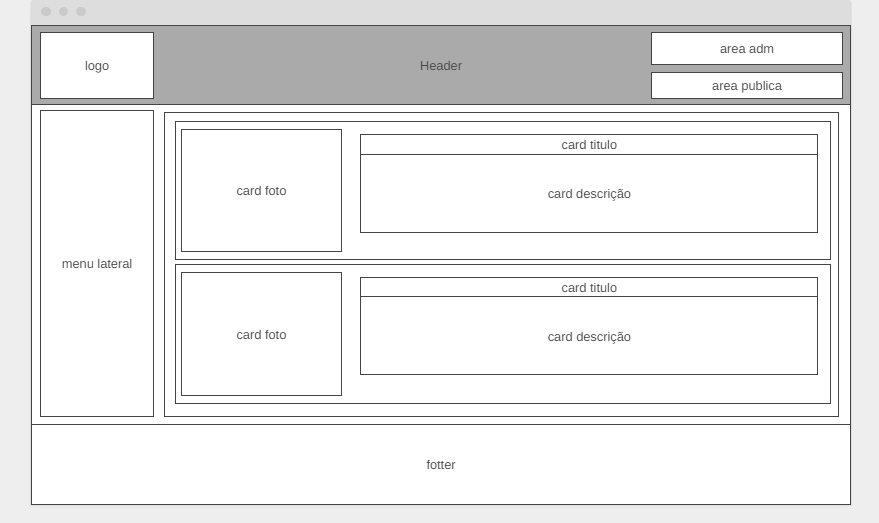 logo
Header
area adm
area publica
menu lateral
card foto
card titulo
card descrição
card foto
card titulo
card descrição
fotter